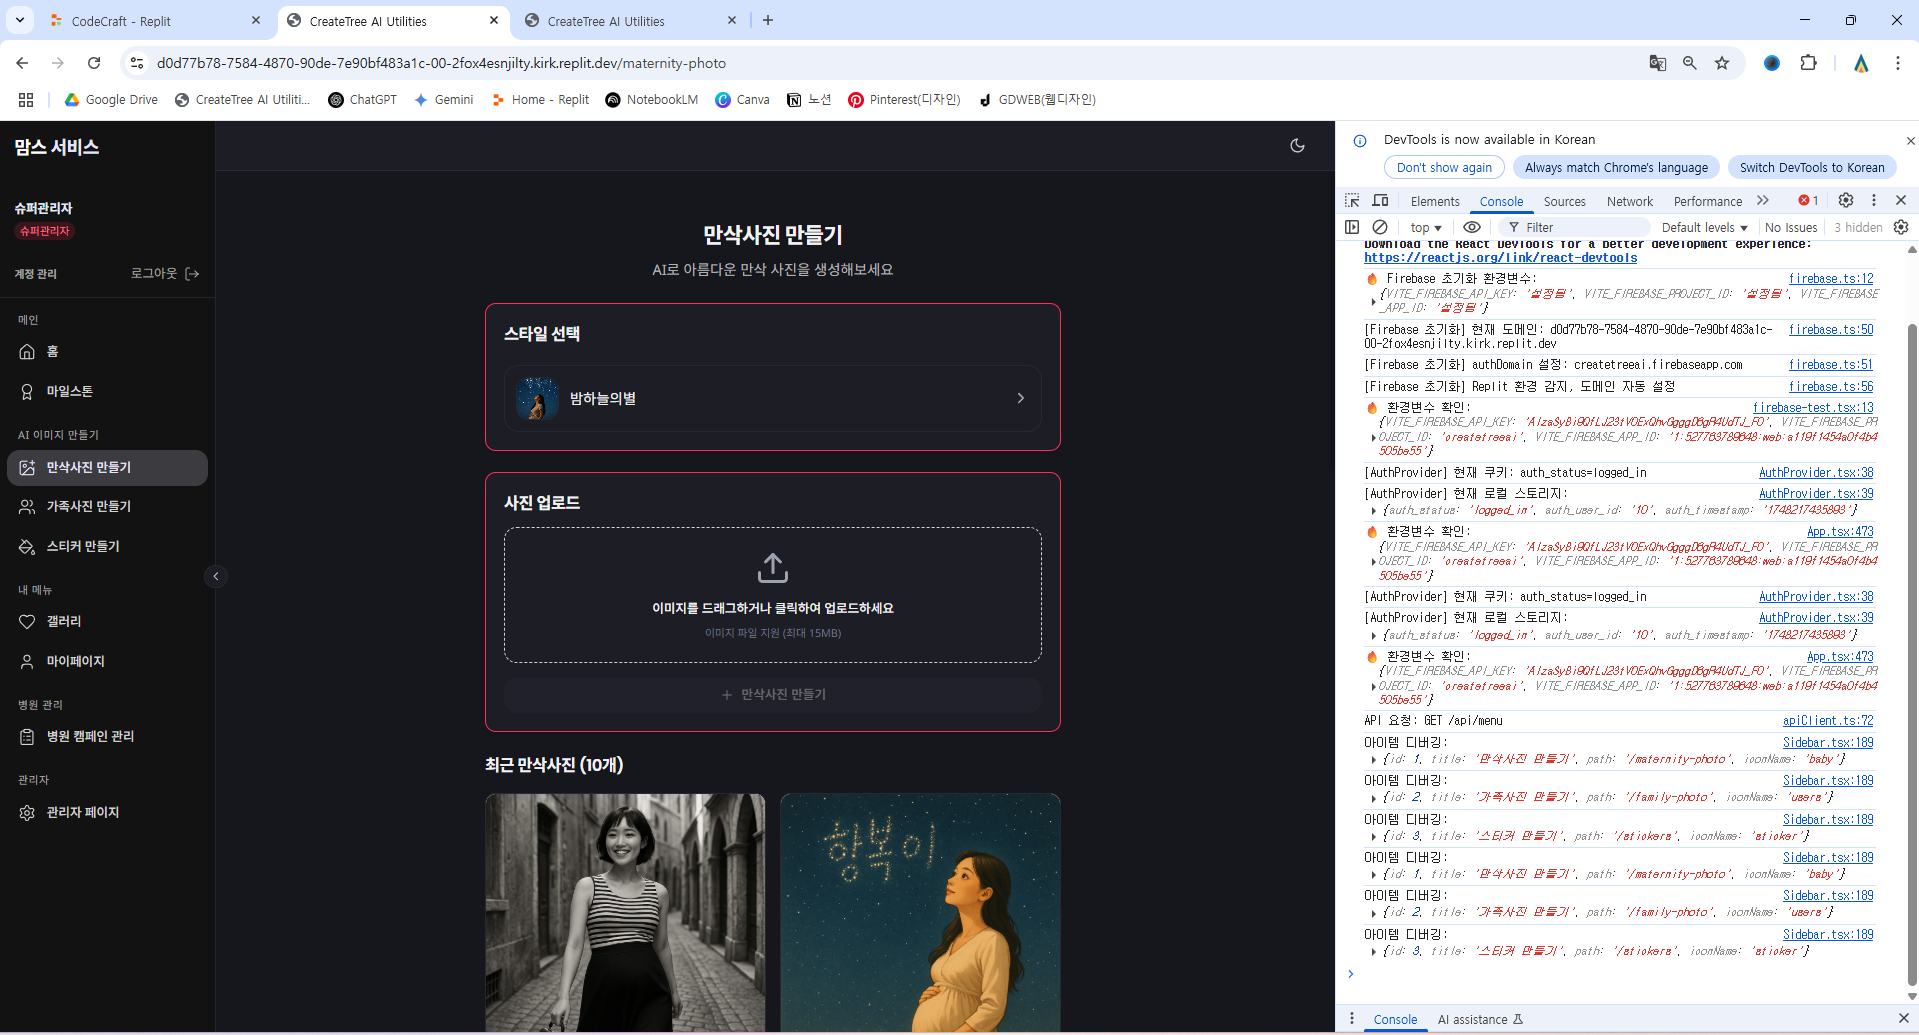 CodeCraft - Replit
CreateTree AI Utilities
CreateTree AI Utilities
d0d77b78-7584-4870-90de-7e90bf483a1c-00-2fox4esnjilty.kirk.replit.dev/maternity-photo
Google Drive
CreateTree AI Utiliti...
ChatGPT
Gemini
Home - Replit
NotebookLM
Canva
노션
Pinterest(디자인)
GDWEB(웹디자인)
맘스 서비스
슈퍼관리자
슈퍼관리자
계정 관리
로그아웃
메인
홈
마일스톤
AI 이미지 만들기
만삭사진 만들기
가족사진 만들기
스티커 만들기
내 메뉴
갤러리
마이페이지
병원 관리
병원 캠페인 관리
관리자
관리자 페이지
만삭사진 만들기
AI로 아름다운 만삭 사진을 생성해보세요
스타일 선택
밤하늘의별
사진 업로드
이미지를 드래그하거나 클릭하여 업로드하세요
이미지 파일 지원 (최대 15MB)
+ 만삭사진 만들기
최근 만삭사진 (10개)
항복이
DevTools is now available in Korean
Don't show again
Always match Chrome's language
Switch DevTools to Korean
Elements
Console
Sources
Network
Performance
1
top
Filter
Default levels
No Issues
3 hidden
Download the React DevTools for a better development experience:
https://reactjs.org/link/react-devtools
Firebase 초기화 환경변수: firebase.ts:12
{VITE_FIREBASE_API_KEY: '설정됨', VITE_FIREBASE_PROJECT_ID: '설정됨', VITE_FIREBASE
_APP_ID: '설정됨'}
[Firebase 초기화] 현재 도메인: d0d77b78-7584-4870-90de-7e90bf483a1c- firebase.ts:50
00-2fox4esnjilty.kirk.replit.dev
[Firebase 초기화] authDomain 설정: createtreeai.firebaseapp.com firebase.ts:51
[Firebase 초기화] Replit 환경 감지, 도메인 자동 설정 firebase.ts:56
환경변수 확인: firebase-test.tsx:13
{VITE_FIREBASE_API_KEY: VITE_FIREBASE_PR
OJECT_ID: 'createtreeai', VITE_FIREBASE_APP_ID:
[AuthProvider] 현재 쿠키: auth_status=logged_in AuthProvider.tsx:38
[AuthProvider] 현재 로컬 스토리지: AuthProvider.tsx:39
{auth_status: 'logged_in', auth_user_id: '10', auth_timestamp: '1748217435893'}
환경변수 확인: App.tsx:473
{VITE_FIREBASE_API_KEY: VITE_FIREBASE_PR
OJECT_ID: 'createtreeai', VITE_FIREBASE_APP_ID:
[AuthProvider] 현재 쿠키: auth_status=logged_in AuthProvider.tsx:38
[AuthProvider] 현재 로컬 스토리지: AuthProvider.tsx:39
{auth_status: 'logged_in', auth_user_id: '10', auth_timestamp: '1748217435893'}
환경변수 확인: App.tsx:473
{VITE_FIREBASE_API_KEY: VITE_FIREBASE_PR
OJECT_ID: 'createtreeai', VITE_FIREBASE_APP_ID:
API 요청: GET /api/menu apiClient.ts:72
아이템 디버깅: Sidebar.tsx:189
{id: 1, title: '만삭사진 만들기', path: '/maternity-photo', iconName: 'baby'}
아이템 디버깅: Sidebar.tsx:189
{id: 2, title: '가족사진 만들기', path: '/family-photo', iconName: 'users'}
아이템 디버깅: Sidebar.tsx:189
{id: 3, title: '스티커 만들기', path: '/stickers', iconName: 'sticker'}
아이템 디버깅: Sidebar.tsx:189
{id: 1, title: '만삭사진 만들기', path: '/maternity-photo', iconName: 'baby'}
아이템 디버깅: Sidebar.tsx:189
{id: 2, title: '가족사진 만들기', path: '/family-photo', iconName: 'users'}
아이템 디버깅: Sidebar.tsx:189
{id: 3, title: '스티커 만들기', path: '/stickers', iconName: 'sticker'}
Console
AI assistance